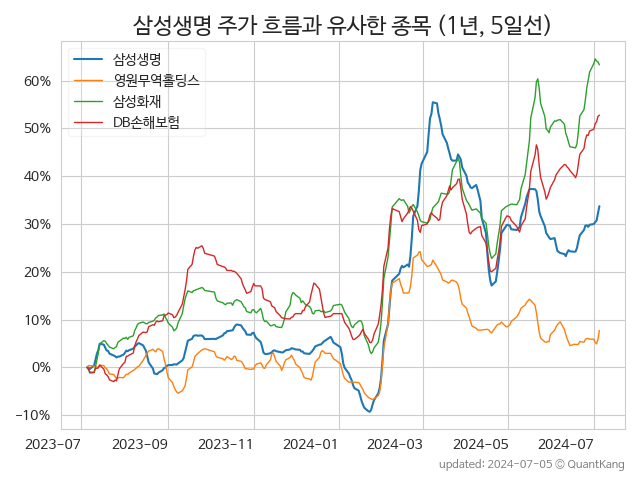 삼성생명 주가 흐름과 유사한 종목 (1년, 5일선)
삼성생명
영원무역홀딩스
삼성화재
DB손해보험
60%
50%
40%
30%
20%
10%
0%
−10%
2023-07 2023-09 2023-11 2024-01 2024-03 2024-05 2024-07
updated: 2024-07-05 © QuantKang